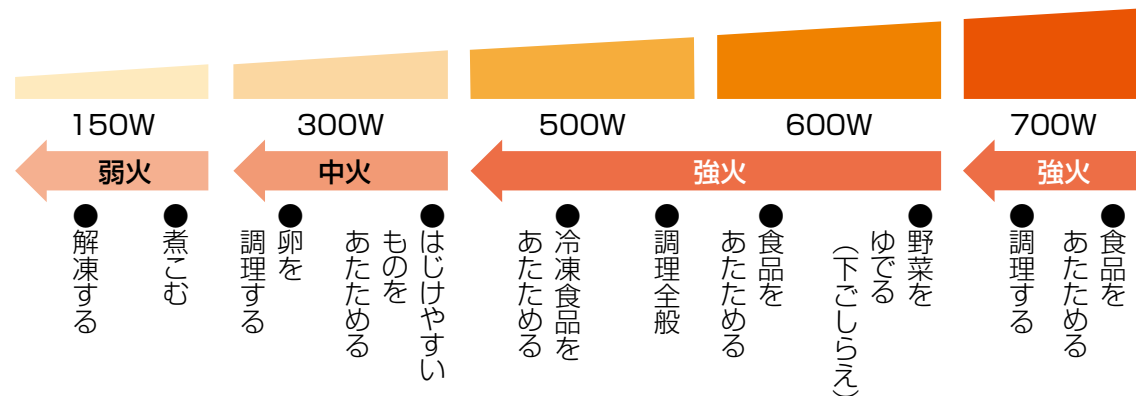 150W
300W
500W
600W
700W
弱火
中火
強火
強火
●解凍する
●煮こむ
●卵を
調理する
●はじけやすい
ものを
あたためる
●冷凍食品を
あたためる
●調理全般
●食品を
あたためる
●野菜を
ゆでる
(下ごしらえ)
●調理する
●食品を
あたためる